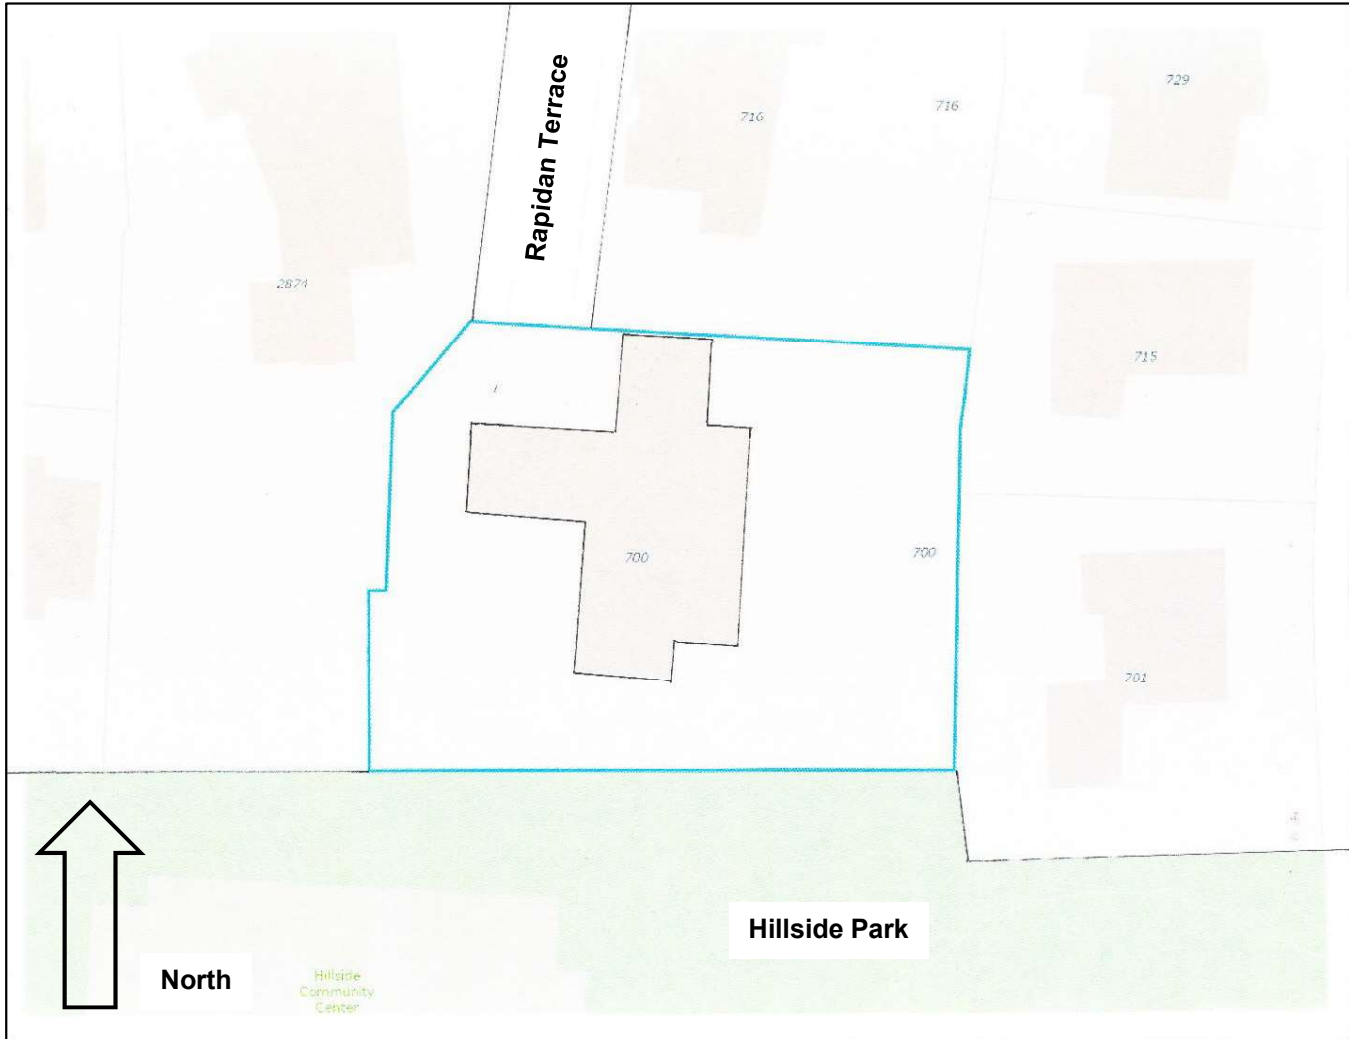 Rapidan Terrace
716
716
729
2874
715
700
700
701
Hillside Park
North
Hillside
Community
Center